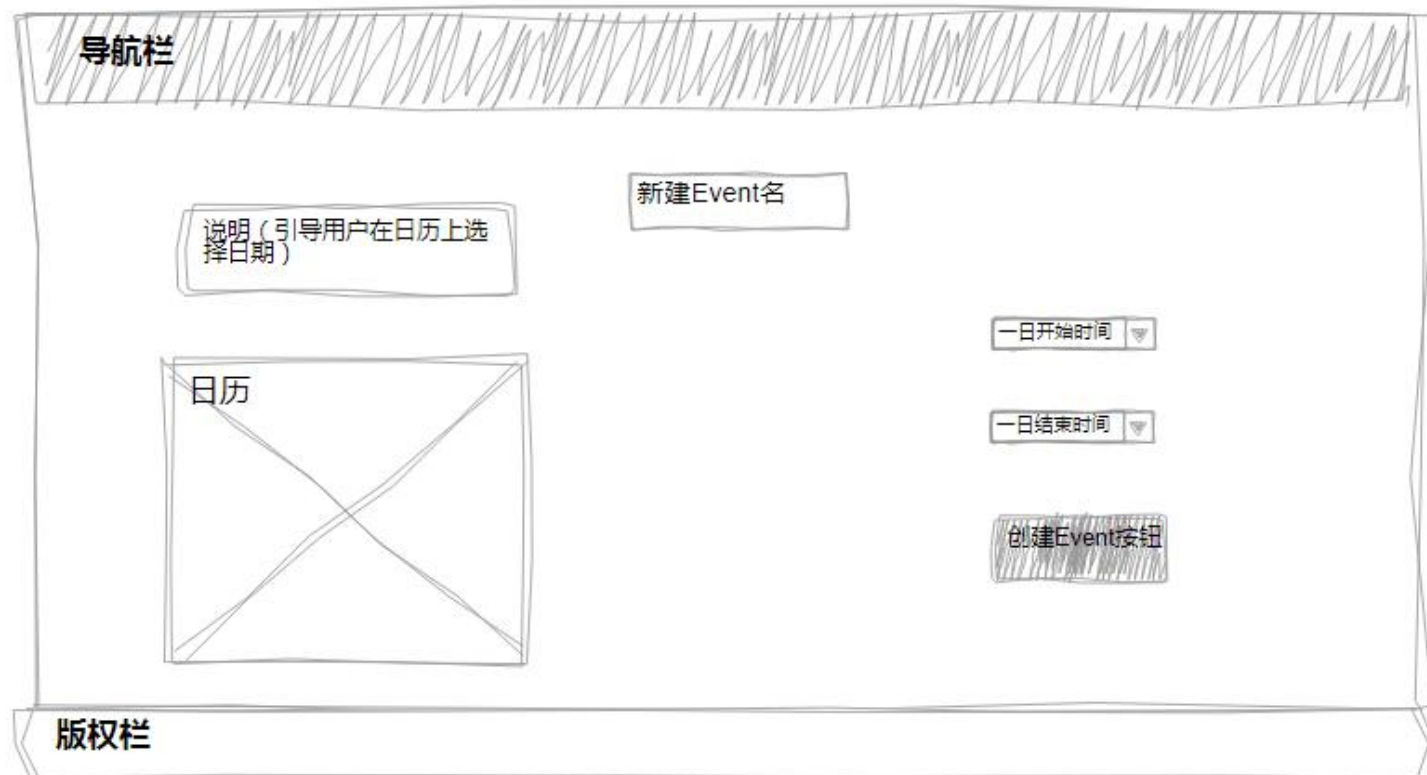 导航栏
新建Event名
说明（引导用户在日历上选
择日期）
一日开始时间
日历
一日结束时间
创建Event按钮
版权栏